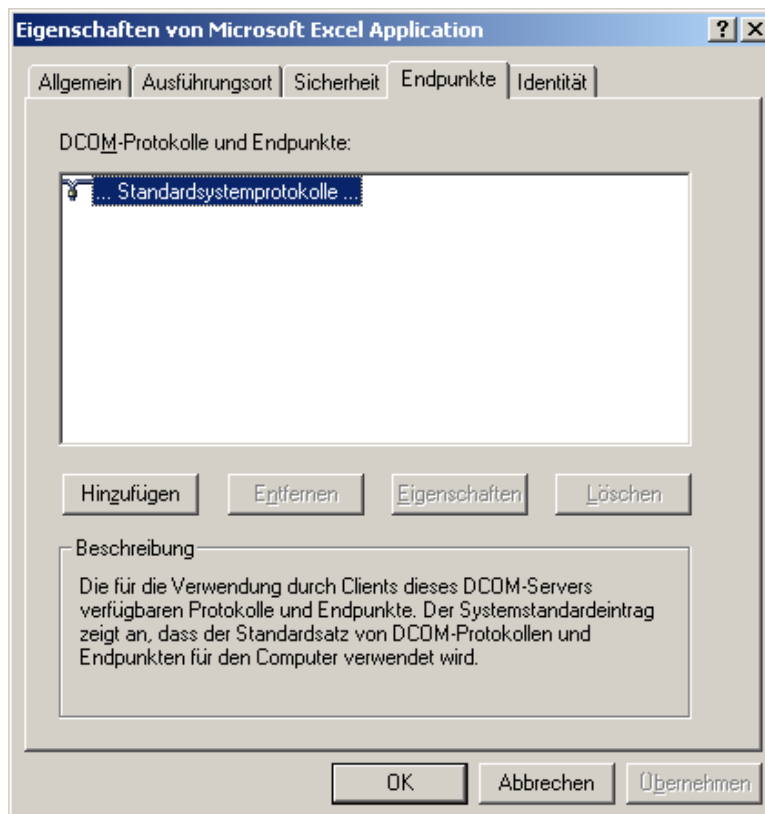 Eigenschaften von Microsoft Excel Application
Allgemein Ausführungsort Sicherheit Endpunkte Identität
DCOM-Protokolle und Endpunkte:
... Standardsystemprotokolle ...
Hinzufügen Entfernen Eigenschaften Löschen
Beschreibung
Die für die Verwendung durch Clients dieses DCOM-Servers
verfügbaren Protokolle und Endpunkte. Der Systemstandardeintrag
zeigt an, dass der Standardsatz von DCOM-Protokollen und
Endpunkten für den Computer verwendet wird.
OK Abbrechen Übernehmen